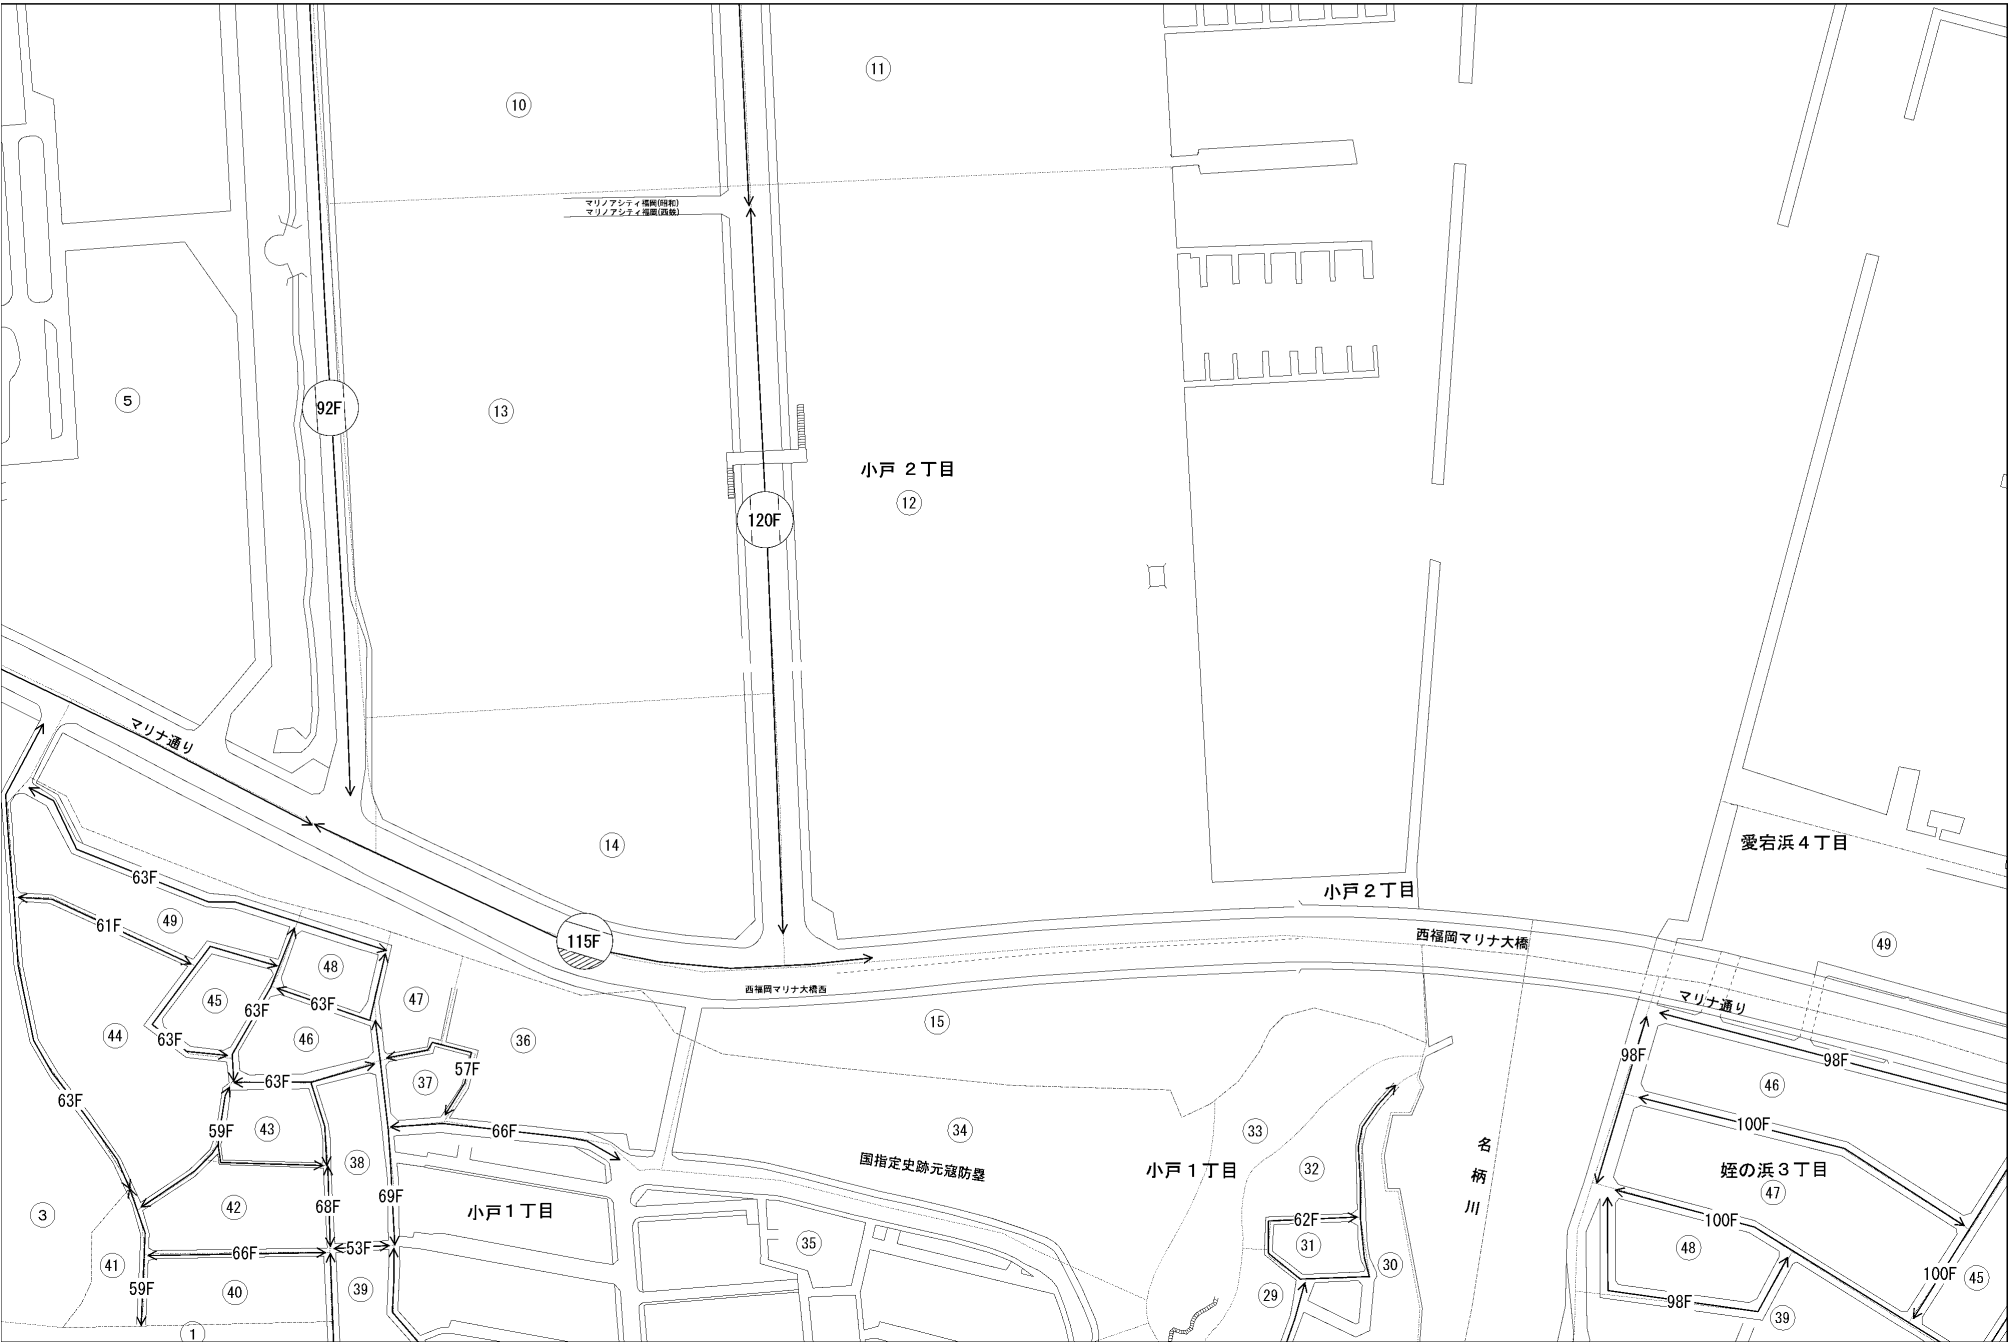 11
10
マリノアシティ福岡(昭和)
マリノアシティ福岡(西鉄)
5
92F
13
小戸 2丁目
12
120F
マリナ通り
14
愛宕浜4丁目
小戸2丁目
63F
61F
49
115F
西福岡マリナ大橋
49
48
西福岡マリナ大橋西
マリナ通り
45
63F
63F
47
15
44
63F
46
36
98F
98F
57F
37
63F
46
63F
59F
43
66F
34
33
100F
38
国指定史跡元寇防塁
小戸1丁目
32
名柄川
姪の浜3丁目
47
69F
68F
42
小戸1丁目
3
62F
100F
35
31
48
66F
53F
41
30
100F
45
59F
40
39
29
98F
39
1